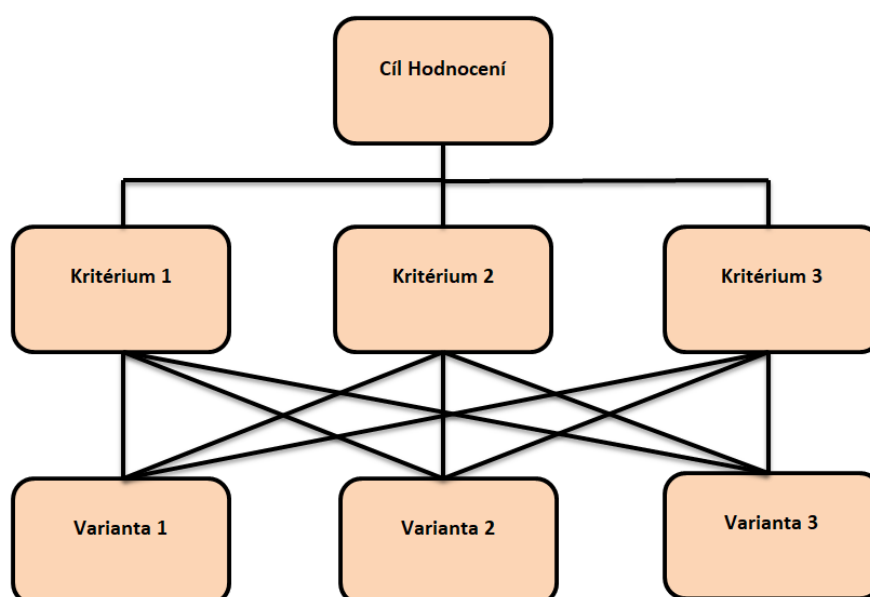 Cíl Hodnocení
Kritérium 1
Kritérium 2
Kritérium 3
Varianta 1
Varianta 2
Varianta 3